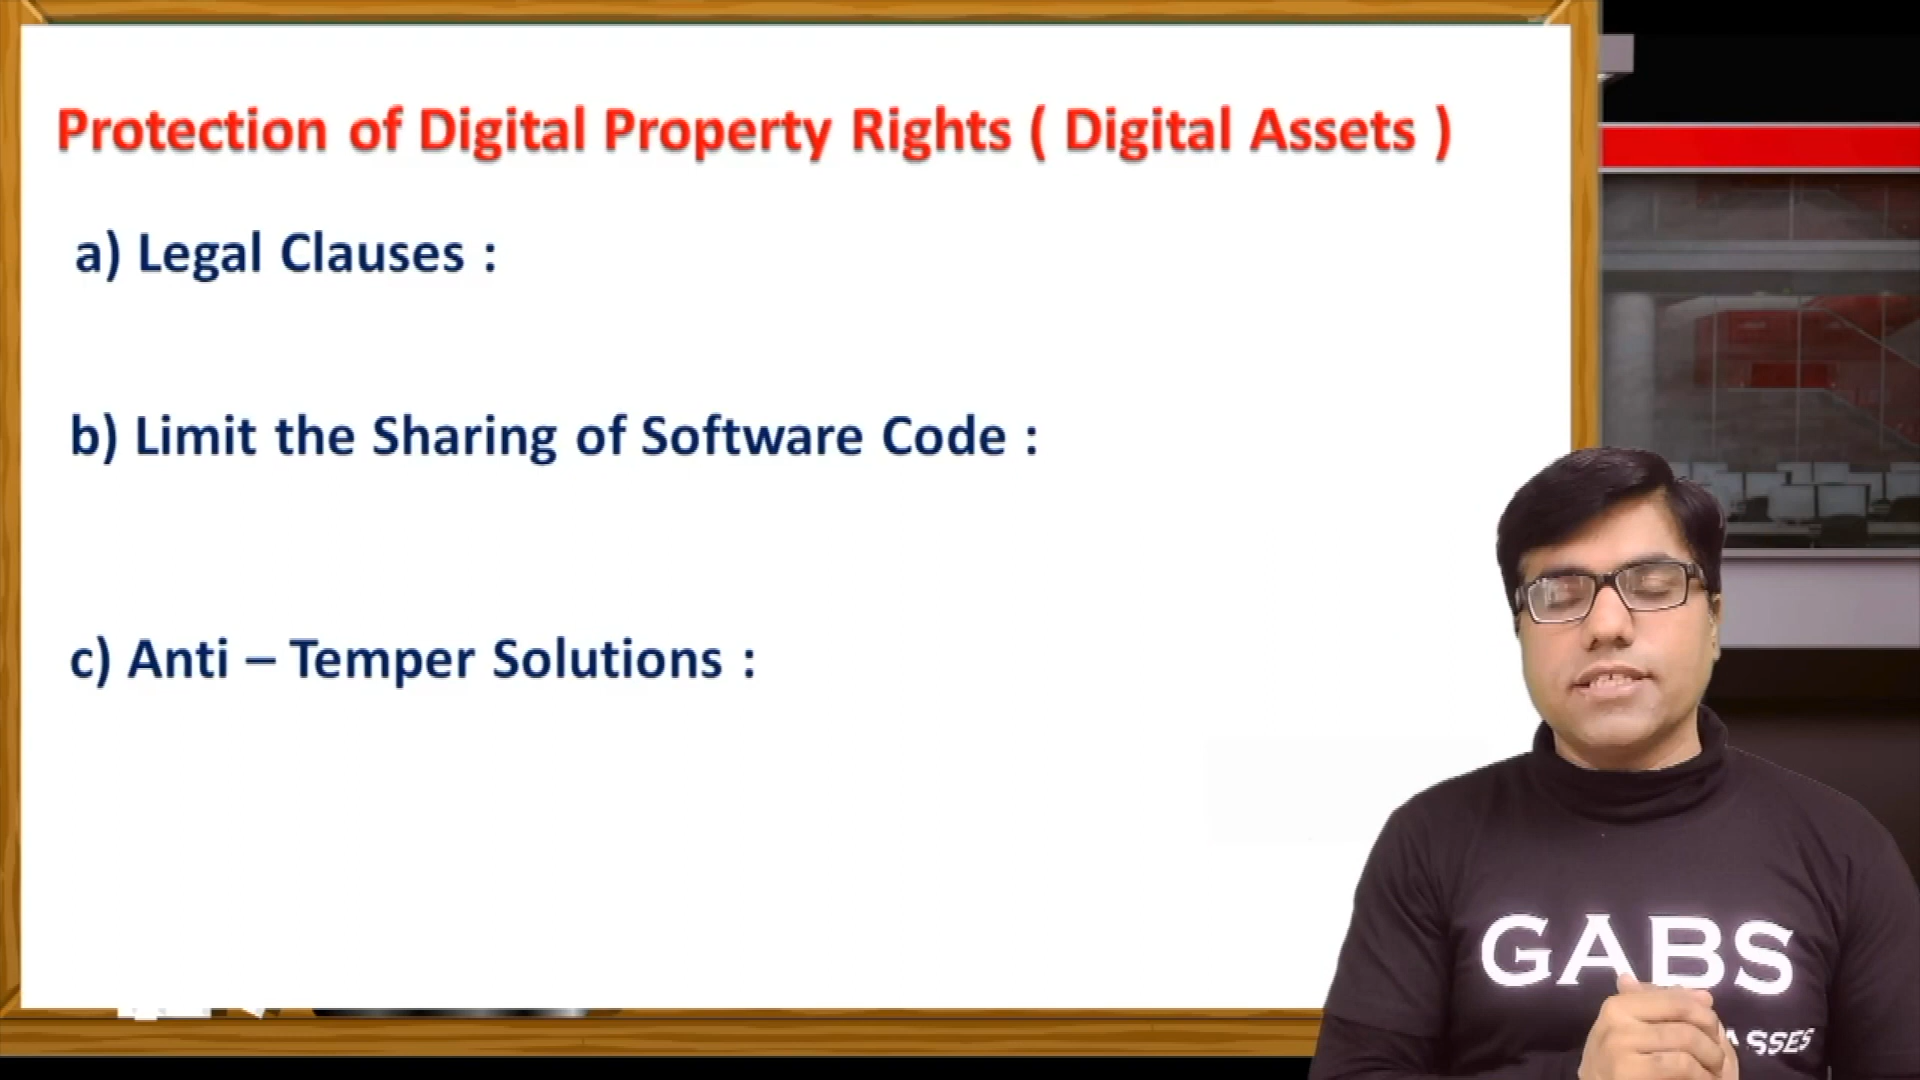 Protection of Digital Property Rights ( Digital Assets )
a) Legal Clauses :
b) Limit the Sharing of Software Code :
c) Anti – Temper Solutions :
GABS
ASSES